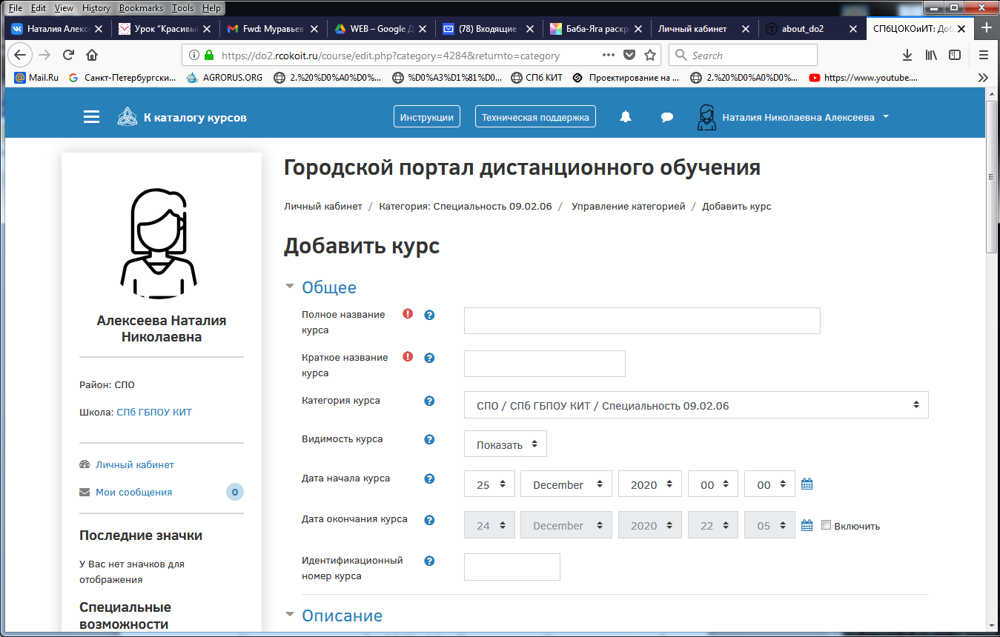 File Edit View History Bookmarks Tools Help
Наталия Алекс
Урок "Красивый
Fwd: Муравьев
WEB – Google Д
(78) Входящие –
Баба-Яга раскр
Личный кабинет
about_do2
СПбЦОКОиИТ: Доб
https://do2.rcokoit.ru/course/edit.php?category=4284&returnto=category
Search
Mail.Ru
Санкт-Петербургски...
AGRORUS.ORG
2.%20%D0%A0%D0%...
%D0%A3%D1%81%D0...
СПб КИТ
Проектирование на ...
2.%20%D0%A0%D0%...
https://www.youtube....
К каталогу курсов
Инструкции
Техническая поддержка
Наталия Николаевна Алексеева
Алексеева Наталия
Николаевна
Район: СПО
Школа: СПб ГБПОУ КИТ
Личный кабинет
Мои сообщения 0
Последние значки
У Вас нет значков для
отображения
Специальные
возможности
Городской портал дистанционного обучения
Личный кабинет / Категория: Специальность 09.02.06 / Управление категорией / Добавить курс
Добавить курс
Общее
Полное название
курса
Краткое название
курса
Категория курса
СПО / СПб ГБПОУ КИТ / Специальность 09.02.06
Видимость курса
Показать
Дата начала курса
25 December 2020 00 00
Дата окончания курса
24 December 2020 22 05 Включить
Идентификационный
номер курса
Описание